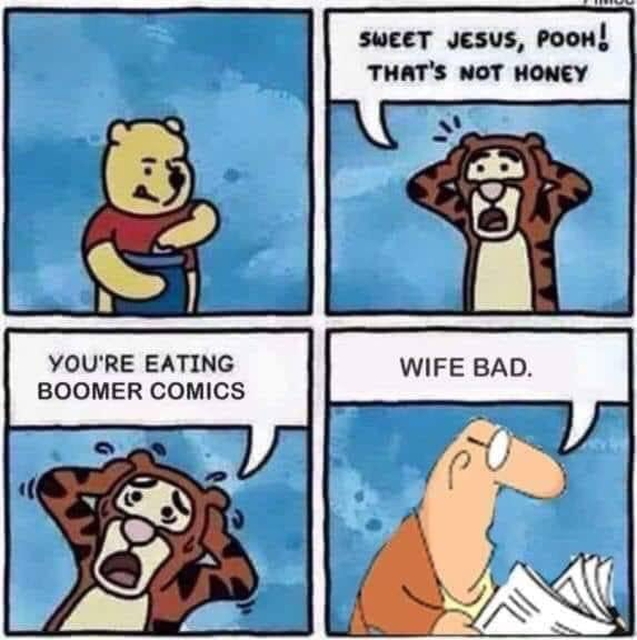 SWEET JESUS, POOH!
THAT'S NOT HONEY
YOU'RE EATING
BOOMER COMICS
WIFE BAD.